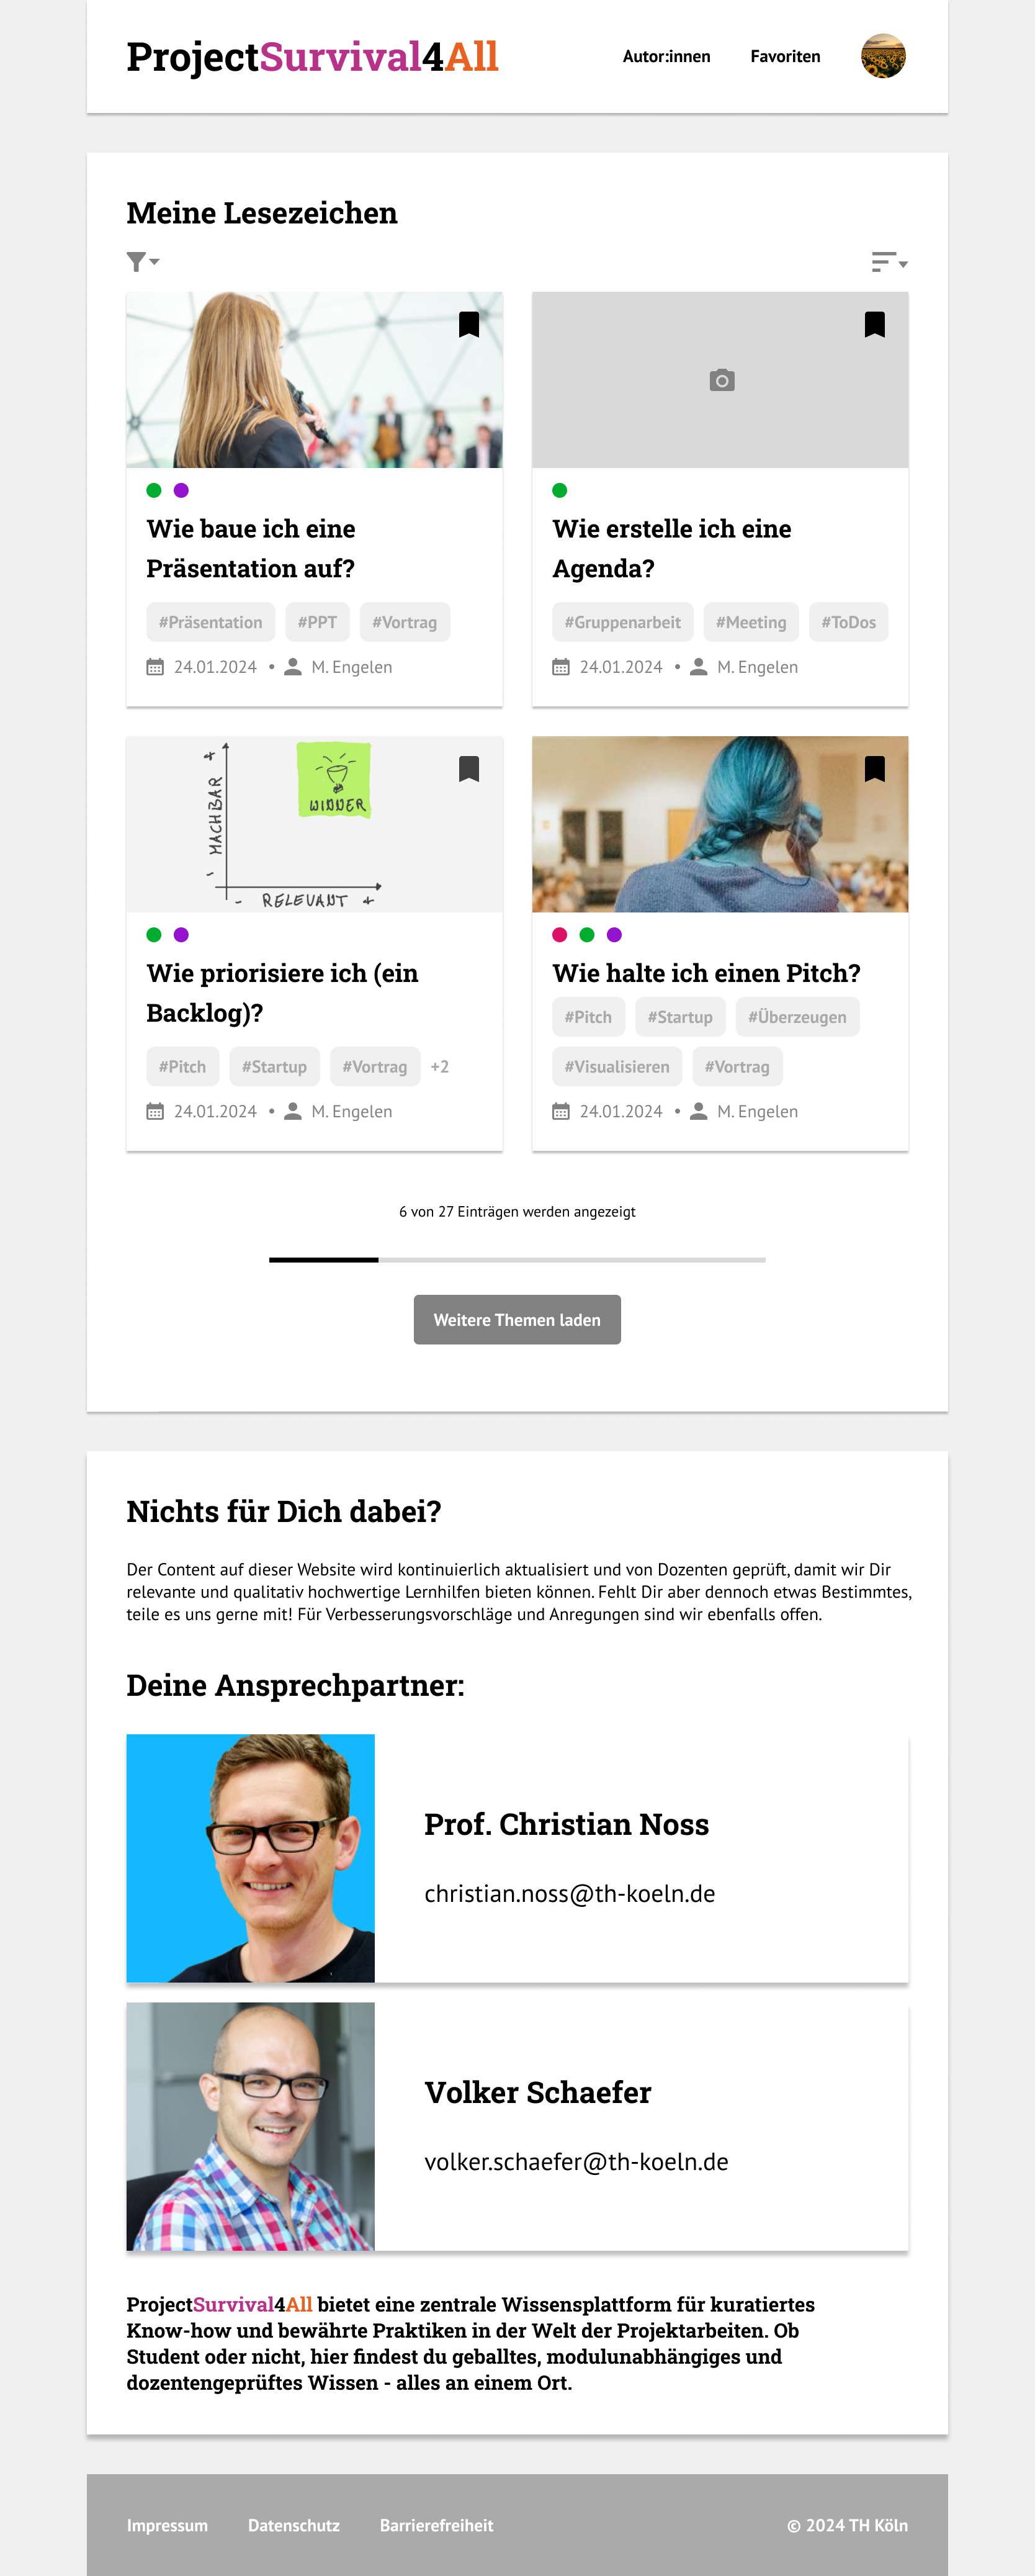 ProjectSurvival4All
Autor:innen Favoriten
Meine Lesezeichen
Wie baue ich eine
Präsentation auf?
#Präsentation #PPT #Vortrag
24.01.2024 • M. Engelen
Wie erstelle ich eine
Agenda?
#Gruppenarbeit #Meeting #ToDos
24.01.2024 • M. Engelen
MACHBAR
WINNER
RELEVANT
Wie priorisiere ich (ein
Backlog)?
#Pitch #Startup #Vortrag +2
24.01.2024 • M. Engelen
Wie halte ich einen Pitch?
#Pitch #Startup #Überzeugen
#Visualisieren #Vortrag
24.01.2024 • M. Engelen
6 von 27 Einträgen werden angezeigt
Weitere Themen laden
Nichts für Dich dabei?
Der Content auf dieser Website wird kontinuierlich aktualisiert und von Dozenten geprüft, damit wir Dir
relevante und qualitativ hochwertige Lernhilfen bieten können. Fehlt Dir aber dennoch etwas Bestimmtes,
teile es uns gerne mit! Für Verbesserungsvorschläge und Anregungen sind wir ebenfalls offen.
Deine Ansprechpartner:
Prof. Christian Noss
christian.noss@th-koeln.de
Volker Schaefer
volker.schaefer@th-koeln.de
ProjectSurvival4All bietet eine zentrale Wissensplattform für kuratiertes
Know-how und bewährte Praktiken in der Welt der Projektarbeiten. Ob
Student oder nicht, hier findest du geballtes, modulunabhängiges und
dozentengeprüftes Wissen - alles an einem Ort.
Impressum Datenschutz Barrierefreiheit © 2024 TH Köln